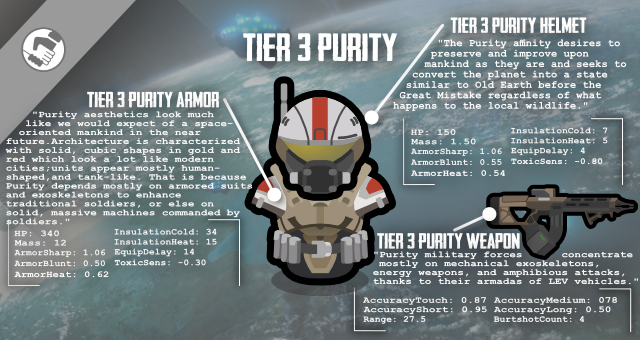 TIER 3 PURITY
TIER 3 PURITY HELMET
"The Purity affinity desires to
preserve and improve upon
mankind as they are and seeks to
convert the planet into a state
similar to Old Earth before the
Great Mistake regardless of what
happens to the local wildlife."
HP: 150
Mass: 1.50
ArmorSharp: 1.06
ArmorBlunt: 0.55
ArmorHeat: 0.54
InsulationCold: 7
InsulationHeat: 5
EquipDelay: 4
ToxicSens: -0.80
TIER 3 PURITY ARMOR
"Purity aesthetics look much
like we would expect of a space-
oriented mankind in the near
future.Architecture is characterized
with solid, cubic shapes in gold and
red which look a lot like modern
cities;units appear mostly human-
shaped,and tank-like. That is because
Purity depends mostly on armored suits
and exoskeletons to enhance
traditional soldiers, or else on
solid, massive machines commanded by
soldiers."
HP: 340
Mass: 12
ArmorSharp: 1.06
ArmorBlunt: 0.50
ArmorHeat: 0.62
InsulationCold: 34
InsulationHeat: 15
EquipDelay: 14
ToxicSens: -0.30
TIER 3 PURITY WEAPON
"Purity military forces concentrate
mostly on mechanical exoskeletons,
energy weapons, and amphibious attacks,
thanks to their armadas of LEV vehicles."
AccuracyTouch: 0.87
AccuracyShort: 0.95
Range: 27.5
AccuracyMedium: 078
AccuracyLong: 0.50
BurtshotCount: 4